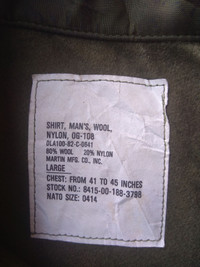 SHIRT, MAN'S, WOOL,
NYLON, OG-108
DLA100-82-C-0641
80% WOOL 20% NYLON
MARTIN MFG. CO., INC.
LARGE
CHEST: FROM 41 TO 45 INCHES
STOCK NO.: 8415-00-188-3798
NATO SIZE: 0414